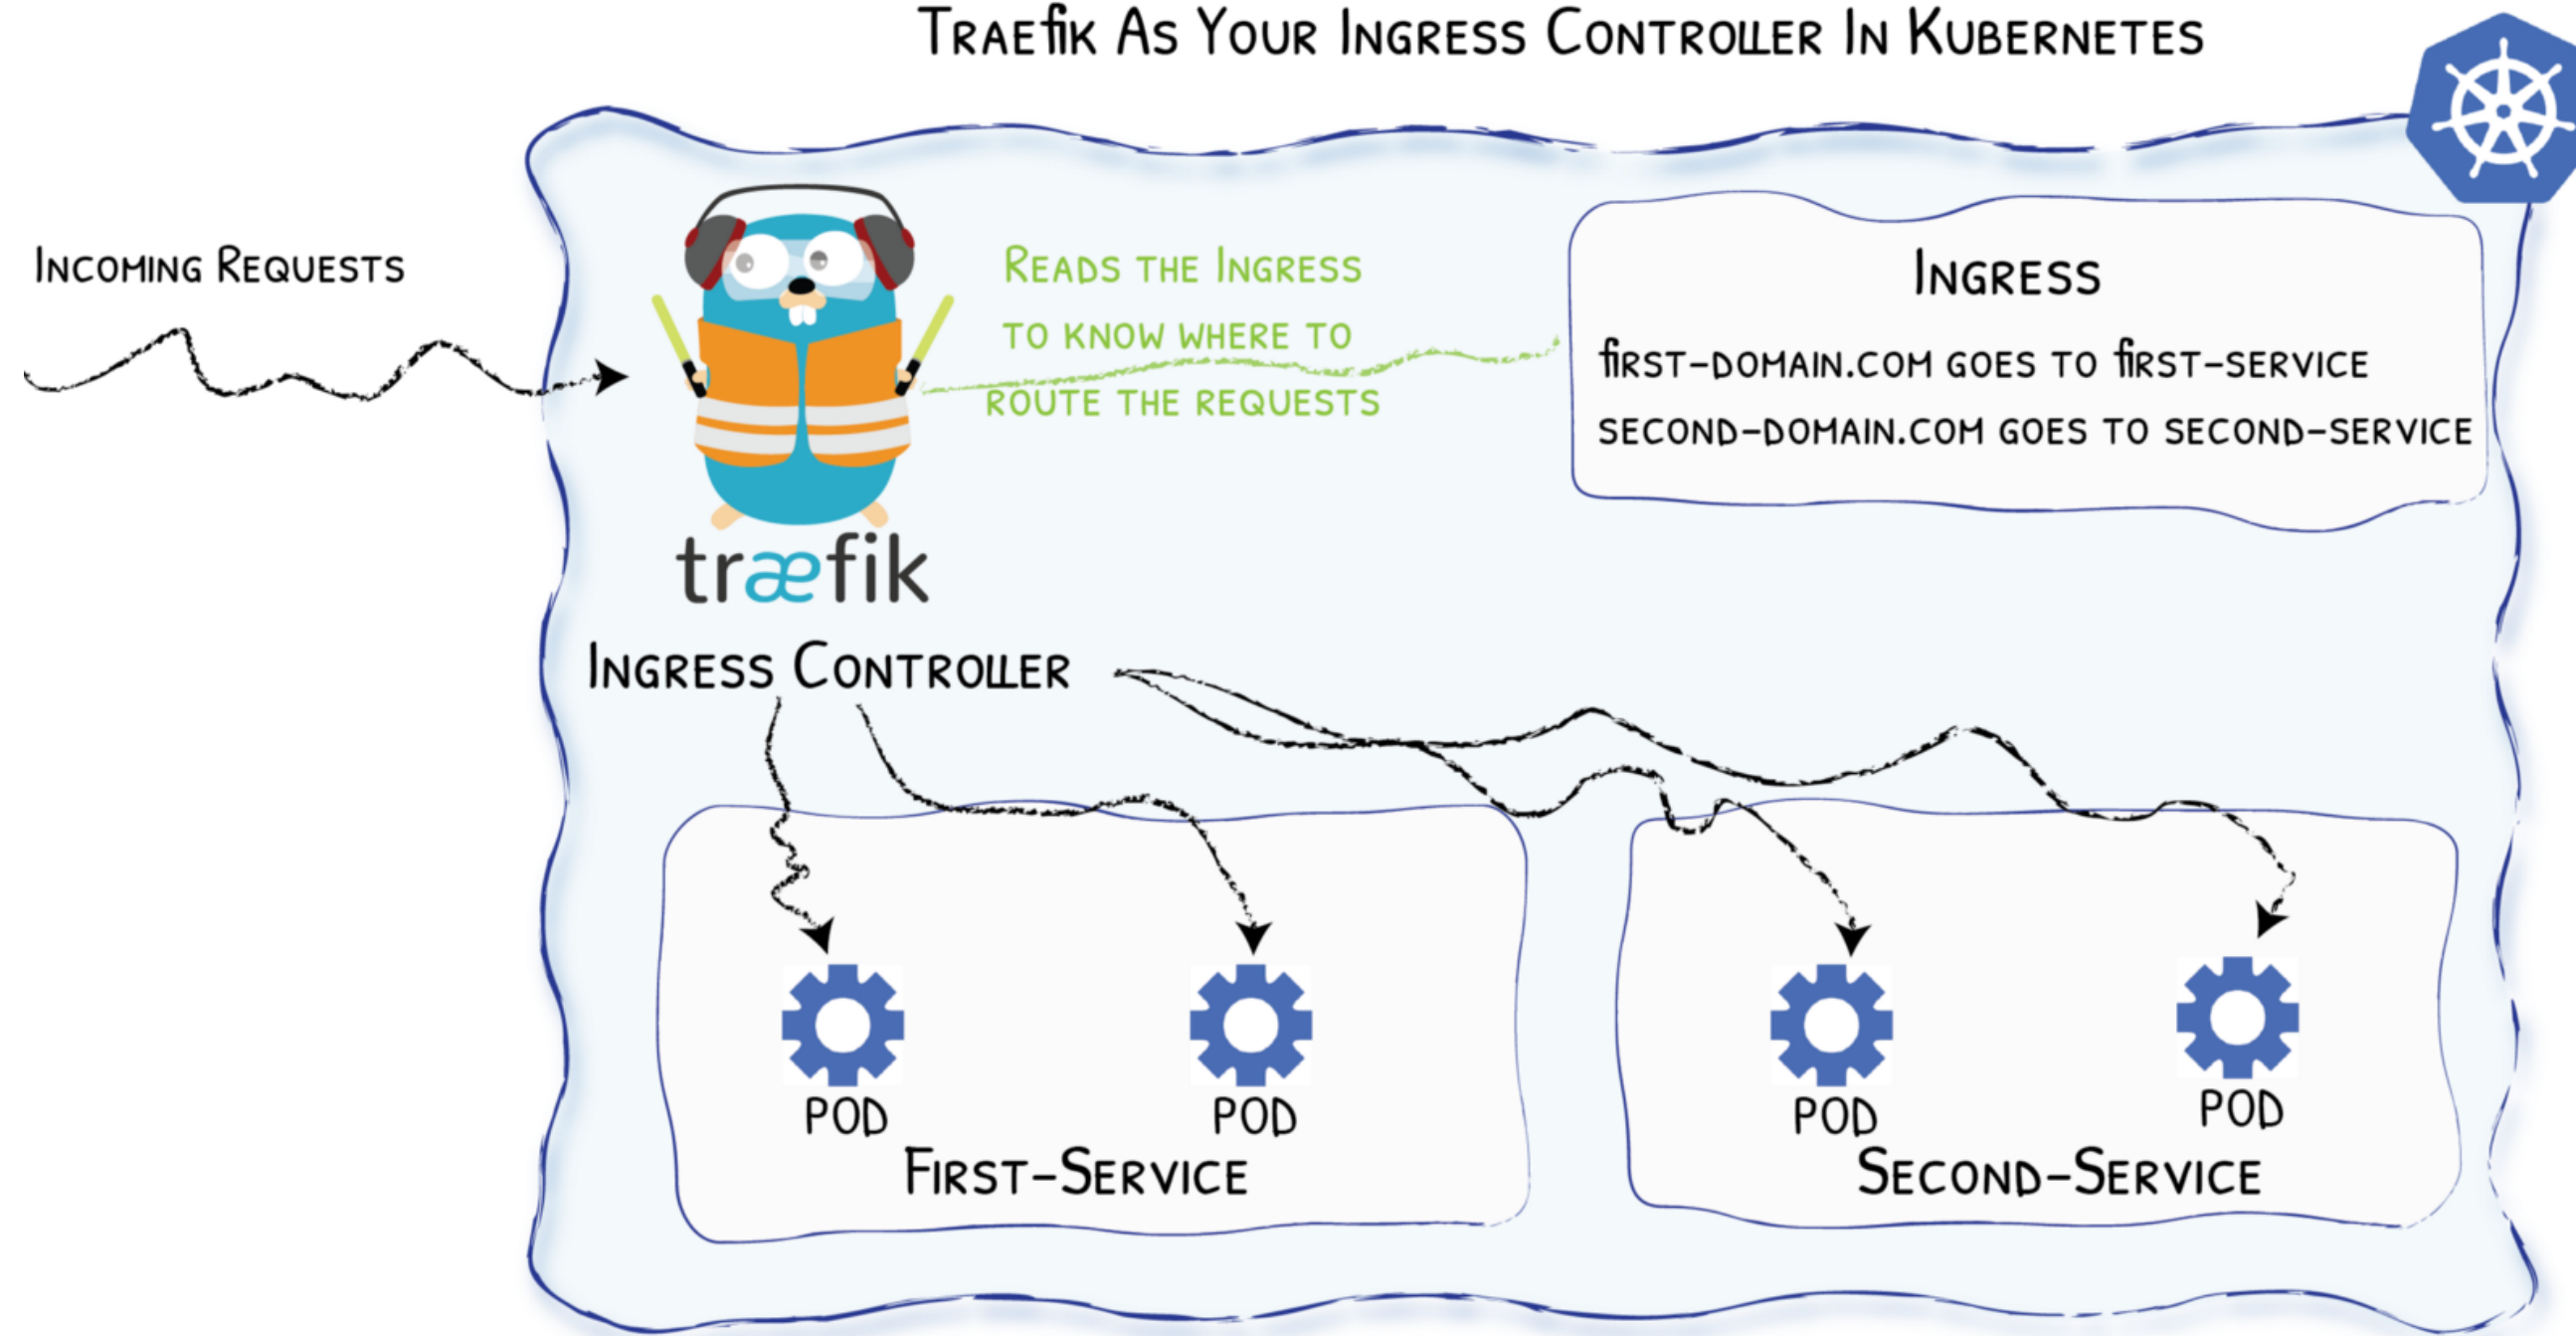 Traefik As Your Ingress Controller In Kubernetes
Incoming Requests
Reads the Ingress
to know where to
route the requests
Ingress
first-domain.com goes to first-service
second-domain.com goes to second-service
træfik
Ingress Controller
POD
POD
First-Service
POD
POD
Second-Service